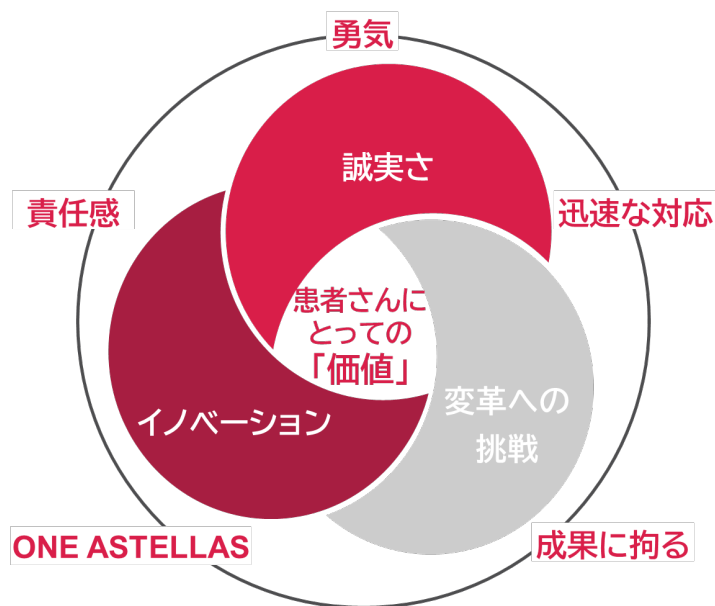 勇気
誠実さ
責任感
迅速な対応
患者さんに
とっての
「価値」
イノベーション
変革への
挑戦
ONE ASTELLAS
成果に拘る